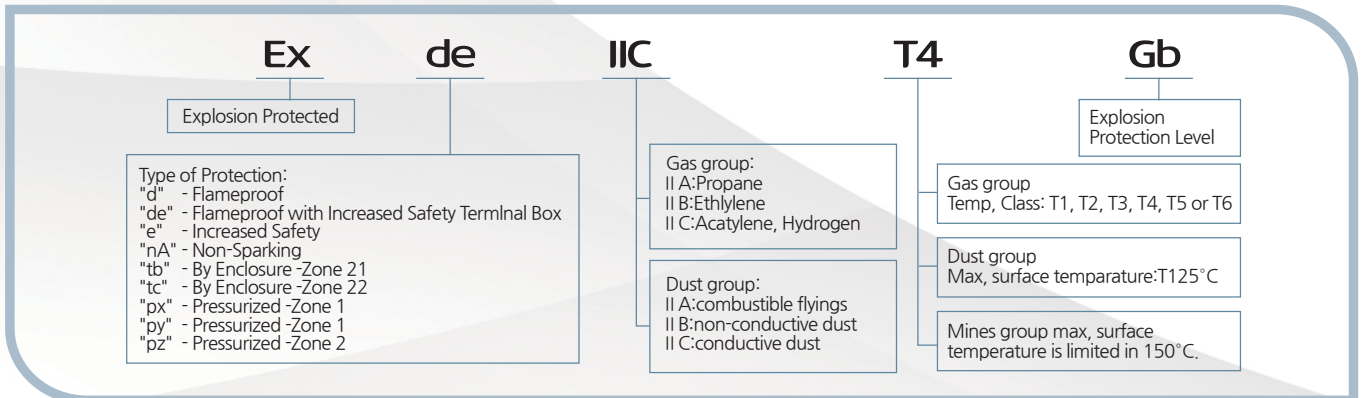 Ex de IIC T4 Gb
Explosion Protected
Type of Protection:
"d" - Flameproof
"de" - Flameproof with Increased Safety Termlnal Box
"e" - Increased Safety
"nA" - Non-Sparking
"tb" - By Enclosure -Zone 21
"tc" - By Enclosure -Zone 22
"px" - Pressurized -Zone 1
"py" - Pressurized -Zone 1
"pz" - Pressurized -Zone 2
Gas group:
II A:Propane
II B:Ethlylene
II C:Acatylene, Hydrogen
Dust group:
II A:combustible flyings
II B:non-conductive dust
II C:conductive dust
Explosion
Protection Level
Gas group
Temp, Class: T1, T2, T3, T4, T5 or T6
Dust group
Max, surface temparature:T125°C
Mines group max, surface
temperature is limited in 150°C.